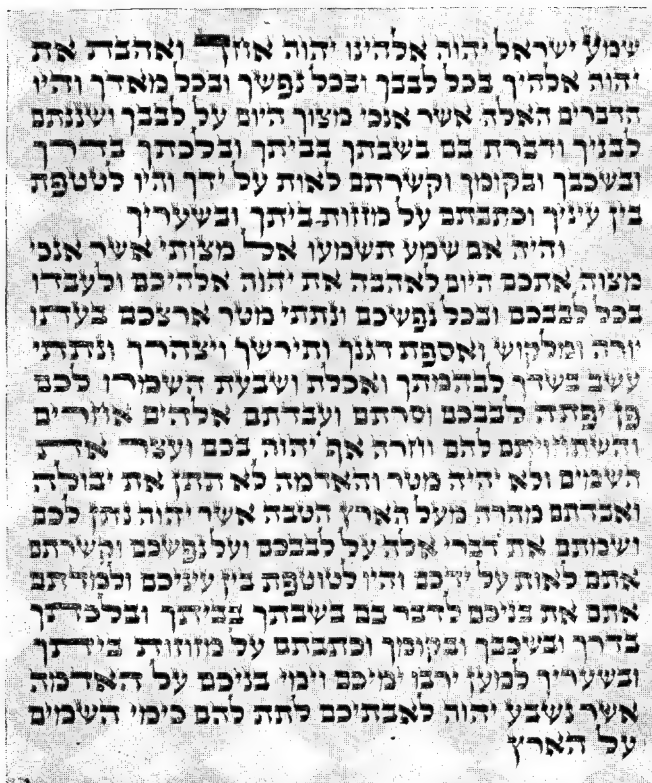 שמע ישראל יהוה אלהינו יהוה אחד ואהבת את
יהוה אלהיך בכל לבבך ובכל נפשך ובכל מאדך והיו
הדברים האלה אשר אנכי מצוך היום על לבבך ושננתם
לבניך ודברת בם בשבתך בביתך ובלכתך בדרך
ובשכבך ובקומך וקשרתם לאות על ידך והיו לטטפת
בין עיניך וכתבתם על מזוזות ביתך ובשעריך
והיה אם שמע תשמעו אל מצותי אשר אנכי
מצוה אתכם היום לאהבה את יהוה אלהיכם ולעבדו
בכל לבבכם ובכל נפשכם ונתתי מטר ארצכם בעתו
יורה ומלקוש ואספת דגנך ותירשך ויצהרך ונתתי
עשב בשדך לבהמתך ואכלת ושבעת השמרו לכם
פן יפתה לבבכם וסרתם ועבדתם אלהים אחרים
והשתחויתם להם וחרה אף יהוה בכם ועצר את
השמים ולא יהיה מטר והאדמה לא תתן את יבולה
ואבדתם מהרה מעל הארץ הטבה אשר יהוה נתן לכם
ושמתם את דברי אלה על לבבכם ועל נפשכם וקשרתם
אתם לאות על ידכם והיו לטוטפת בין עיניכם ולמדתם
אתם את בניכם לדבר בם בשבתך בביתך ובלכתך
בדרך ובשכבך ובקומך וכתבתם על מזוזות ביתך
ובשעריך למען ירבו ימיכם וימי בניכם על האדמה
אשר נשבע יהוה לאבתיכם לתת להם כימי השמים
על הארץ